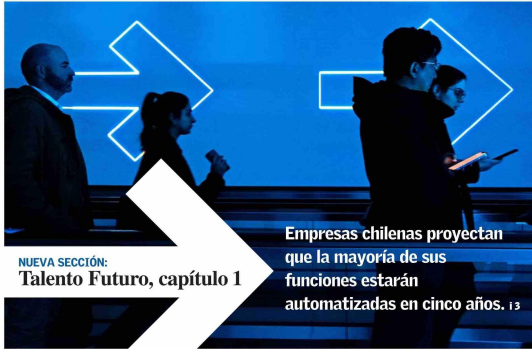 NUEVA SECCIÓN:
Talento Futuro, capítulo 1
Empresas chilenas proyectan
que la mayoría de sus
funciones estarán
automatizadas en cinco años. i 3